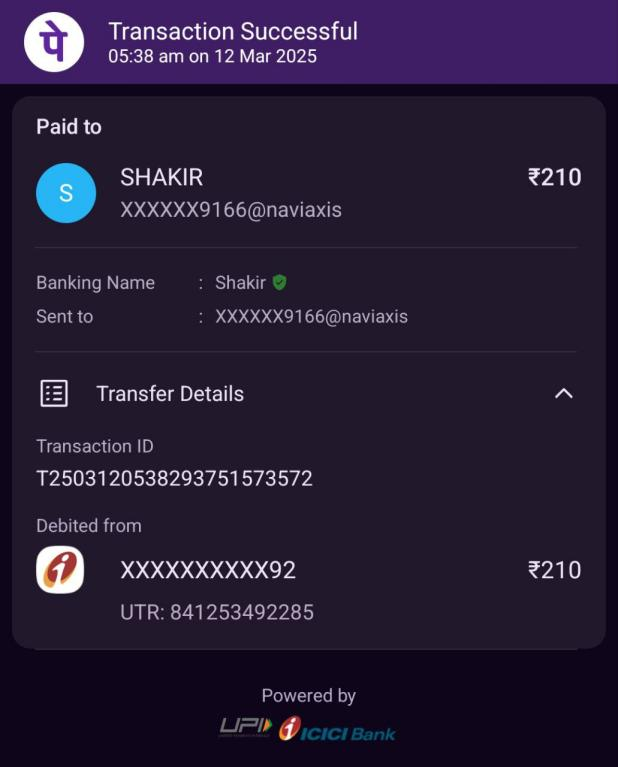 पे
Transaction Successful
05:38 am on 12 Mar 2025
Paid to
S
SHAKIR
₹210
XXXXXX9166@naviaxis
Banking Name : Shakir
Sent to : XXXXXX9166@naviaxis
Transfer Details
Transaction ID
T2503120538293751573572
Debited from
XXXXXXXXXX92
₹210
UTR: 841253492285
Powered by
UPI
ICICI Bank